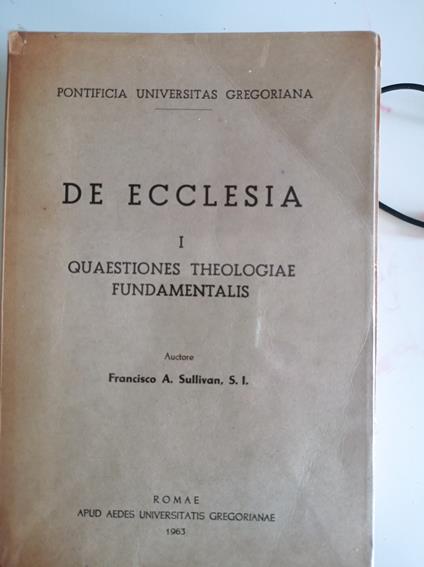 PONTIFICIA UNIVERSITAS GREGORIANA
DE ECCLESIA
I
QUAESTIONES THEOLOGIAE
FUNDAMENTALIS
Auctore
Francisco A. Sullivan, S. I.
ROMAE
APUD AEDES UNIVERSITATIS GREGORIANAE
1963